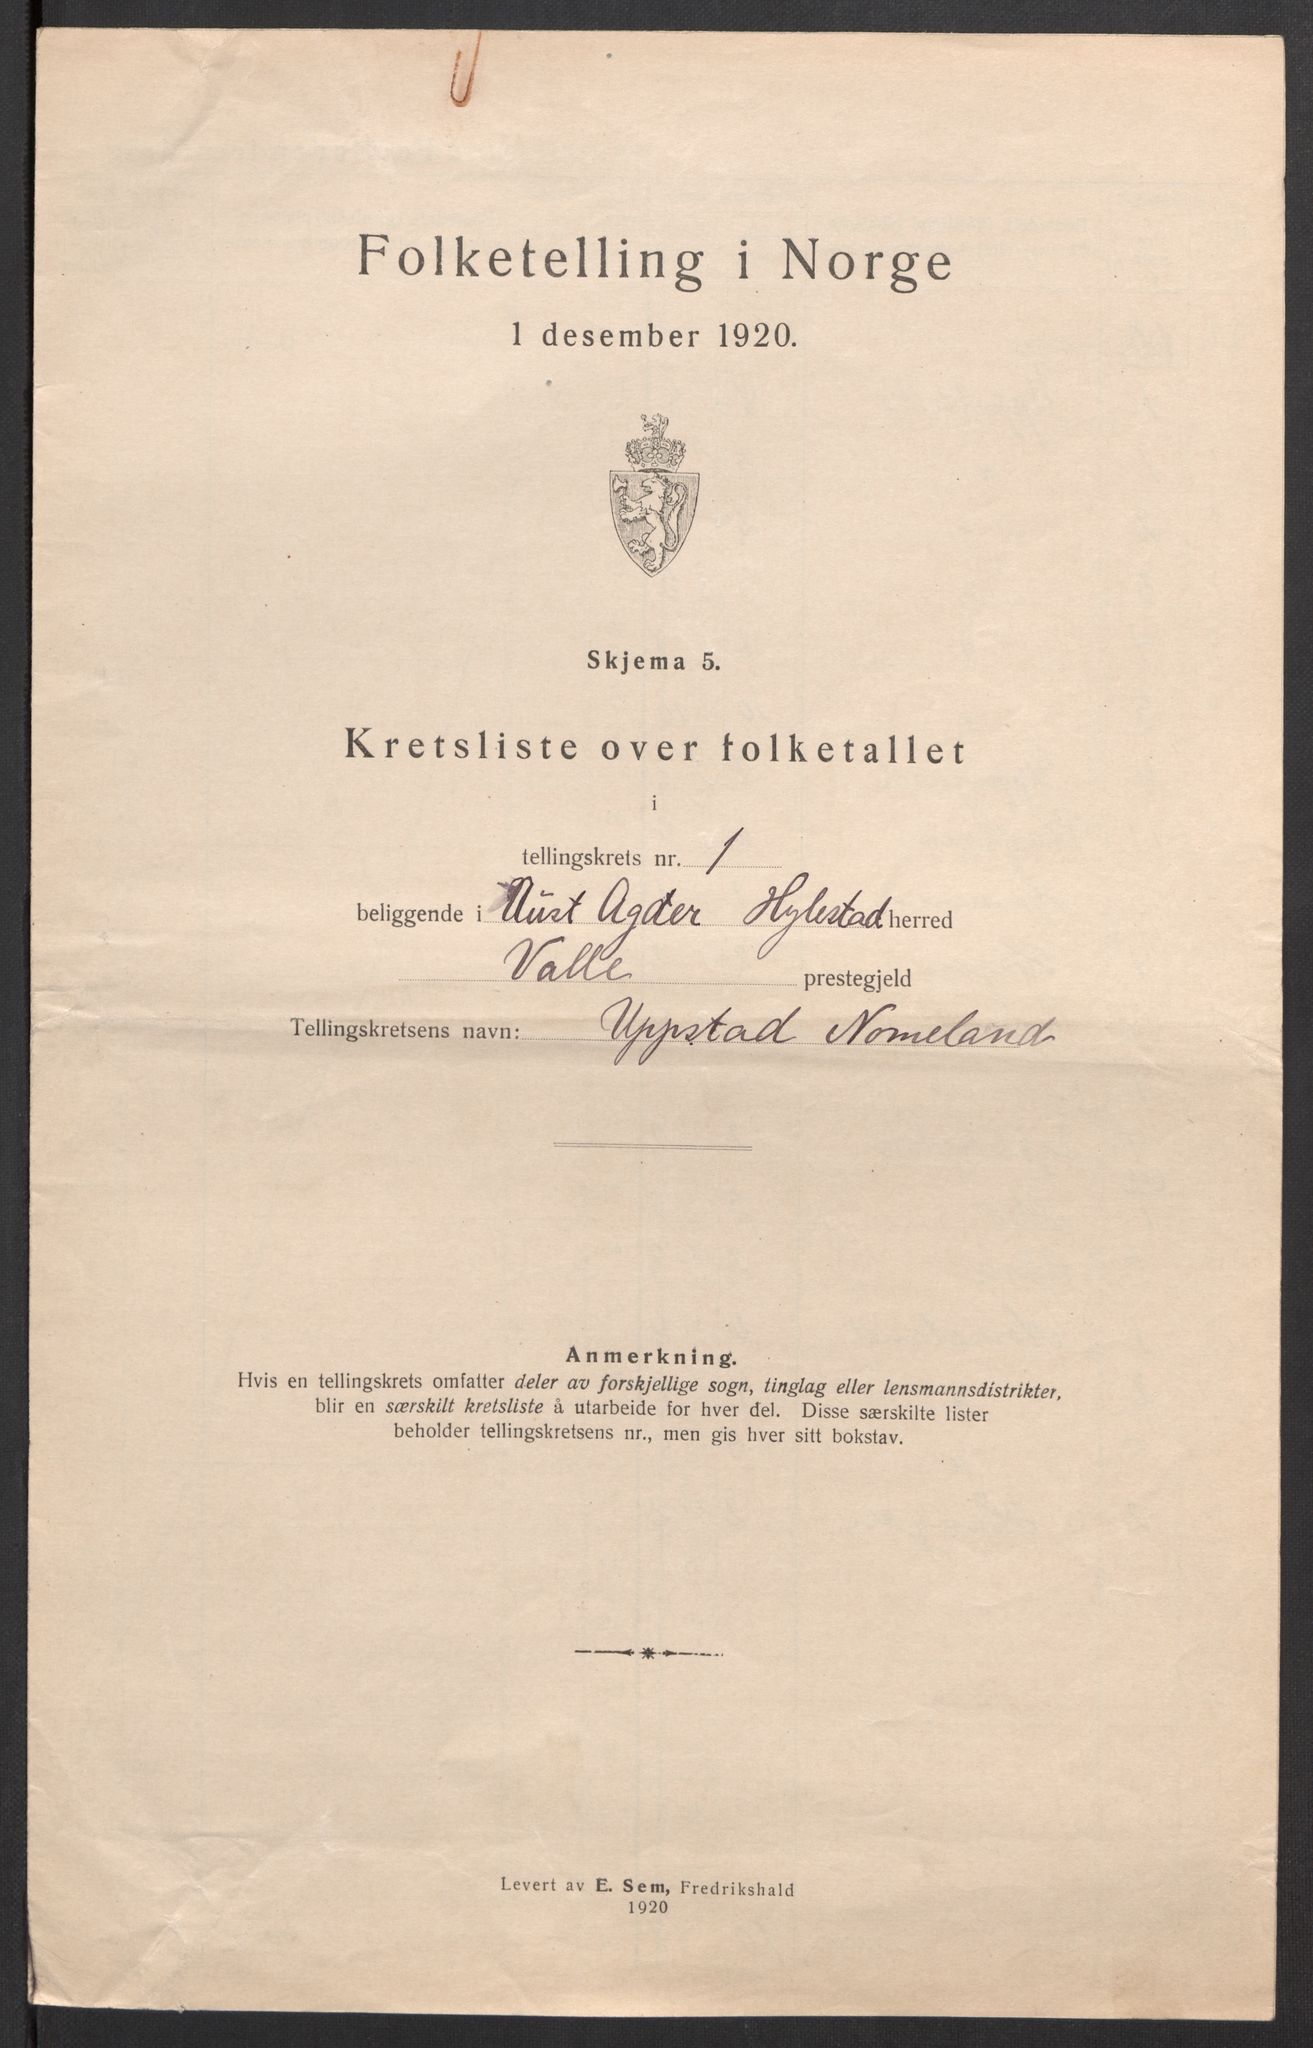 Folketelling i Norge
1 desember 1920.
Skjema 5.
Kretsliste over folketallet
i
tellingskrets nr. 1
beliggende i Aust Agder Hylestad herred
Valle prestegjeld
Tellingskretsens navn: Uppstad Nomeland
Anmerkning.
Hvis en tellingskrets omfatter deler av forskjellige sogn, tinglag eller lensmannsdistrikter,
blir en særskilt kretsliste å utarbeide for hver del. Disse særskilte lister
beholder tellingskretsens nr., men gis hver sitt bokstav.
Levert av E. Sem, Fredrikshald
1920